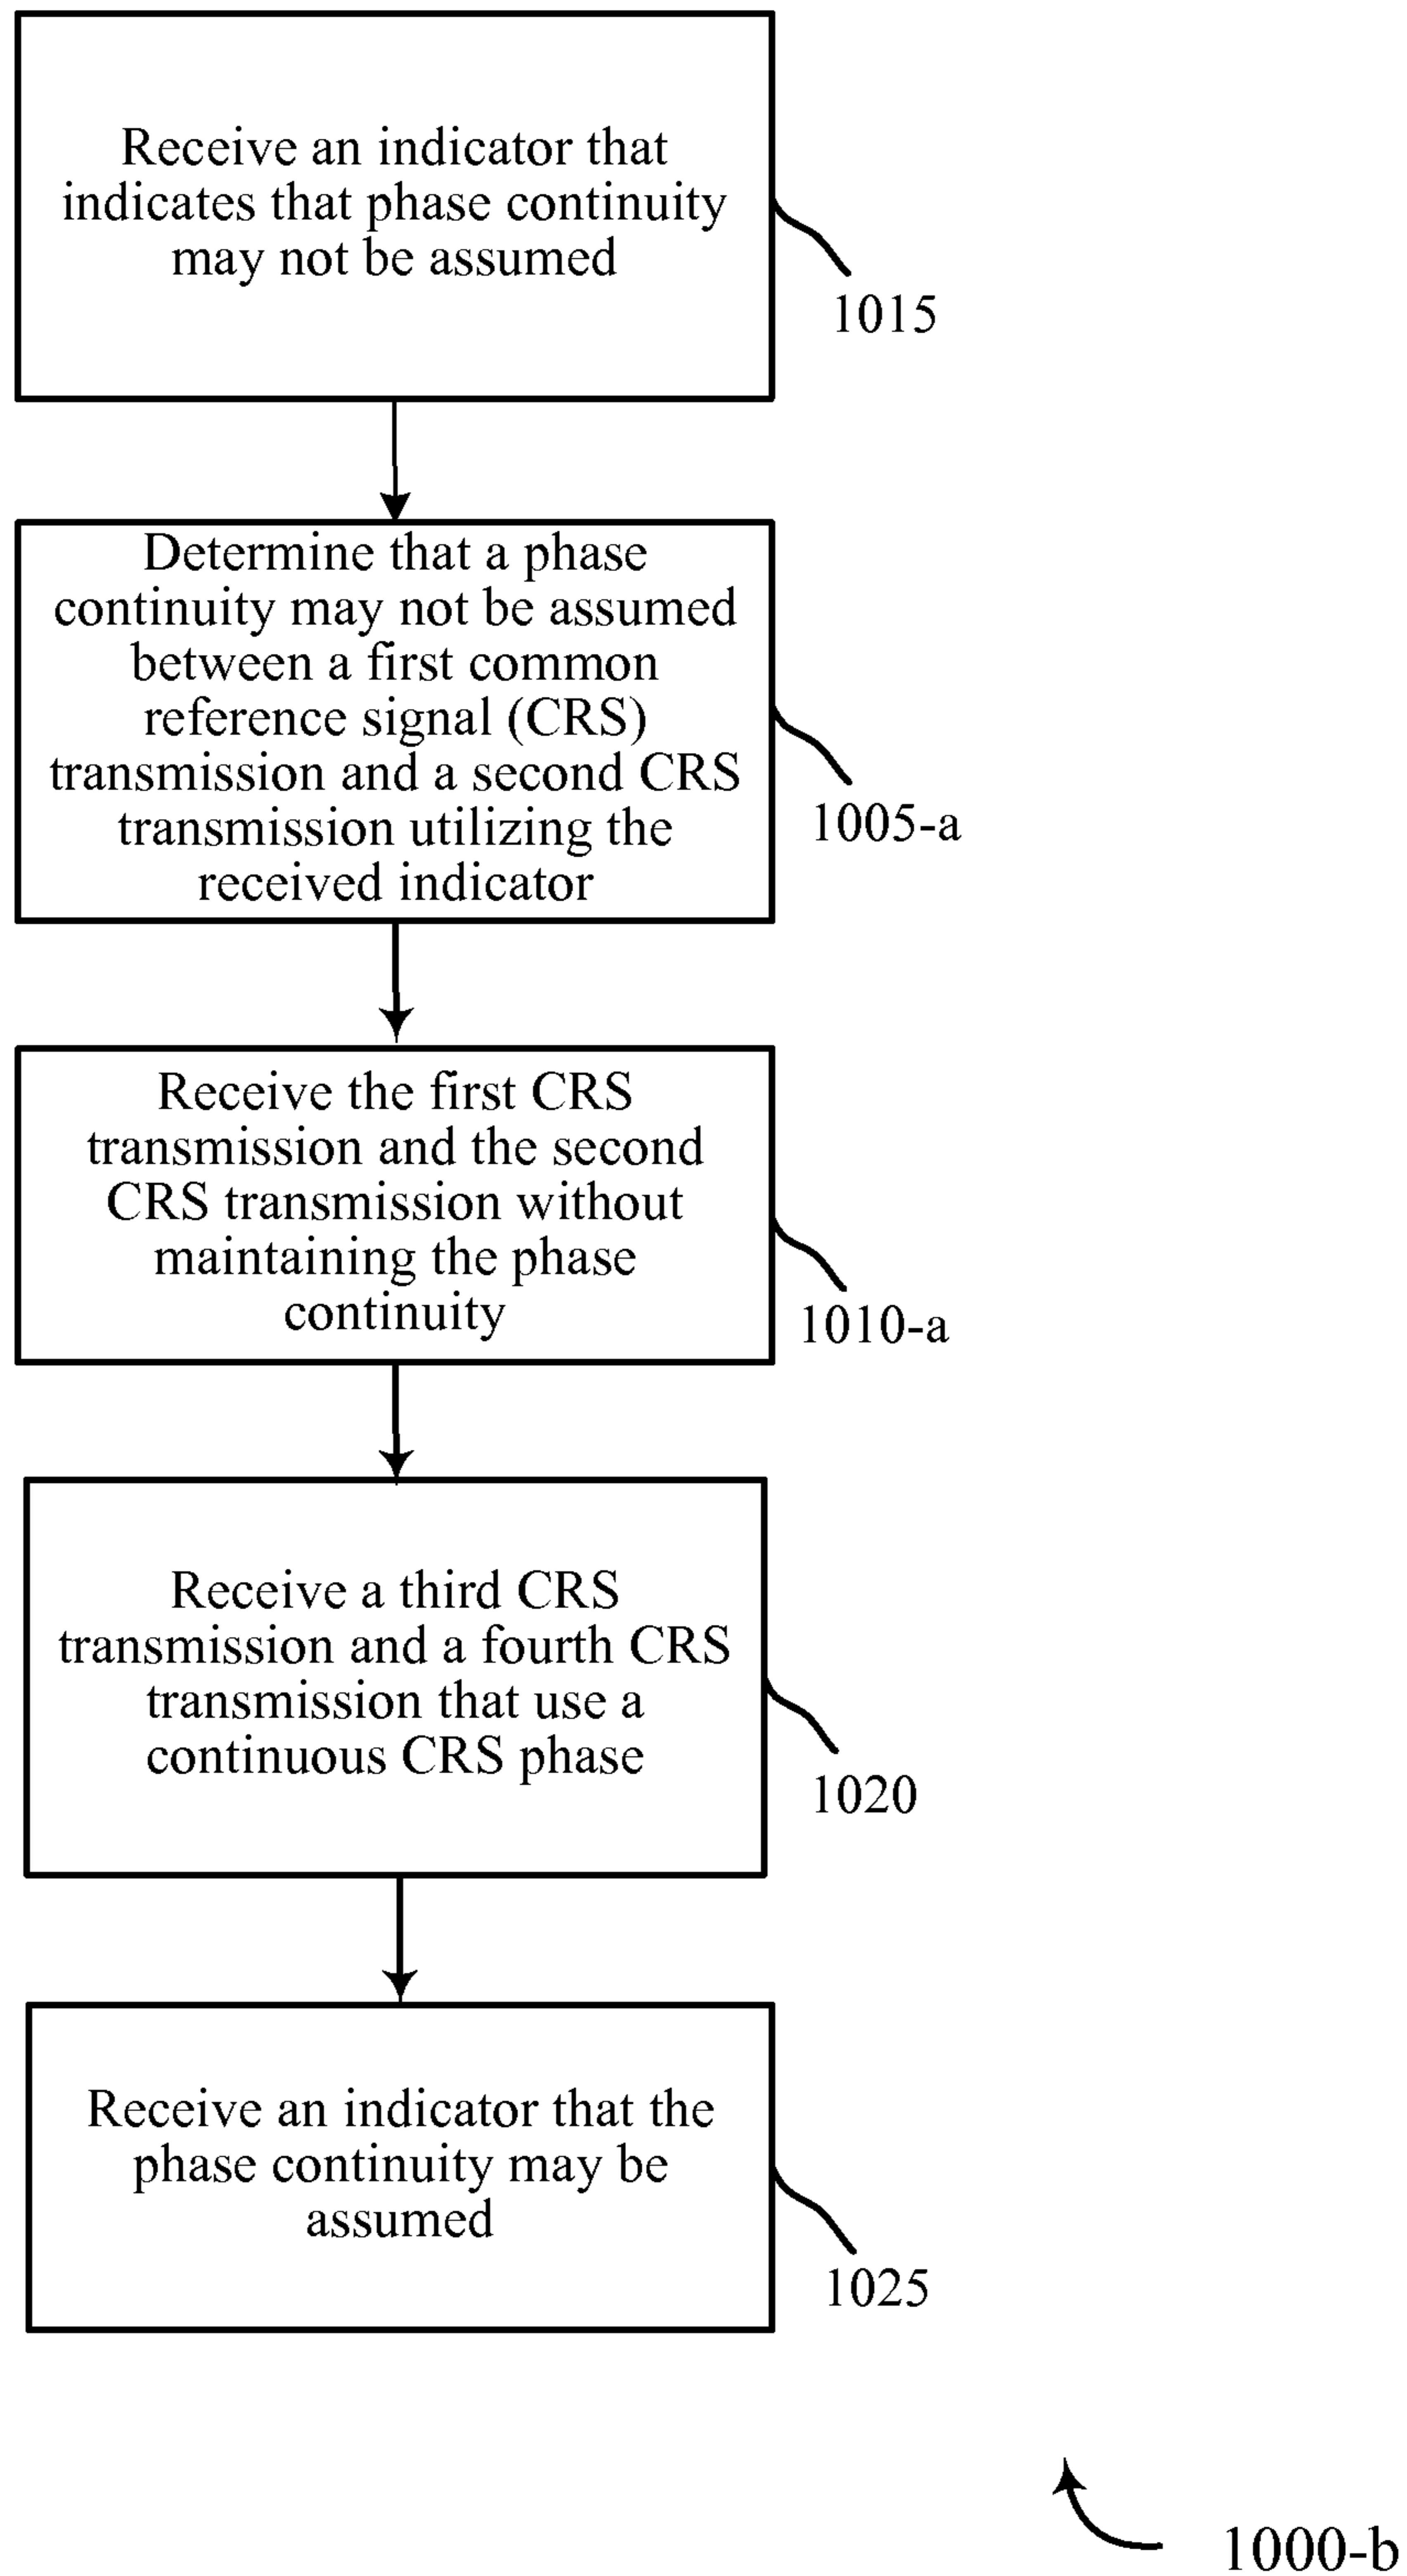 Receive an indicator that
indicates that phase continuity
may not be assumed
1015
Determine that a phase
continuity may not be assumed
between a first common
reference signal (CRS)
transmission and a second CRS
transmission utilizing the
received indicator
1005-a
Receive the first CRS
transmission and the second
CRS transmission without
maintaining the phase
continuity
1010-a
Receive a third CRS
transmission and a fourth CRS
transmission that use a
continuous CRS phase
1020
Receive an indicator that the
phase continuity may be
assumed
1025
1000-b